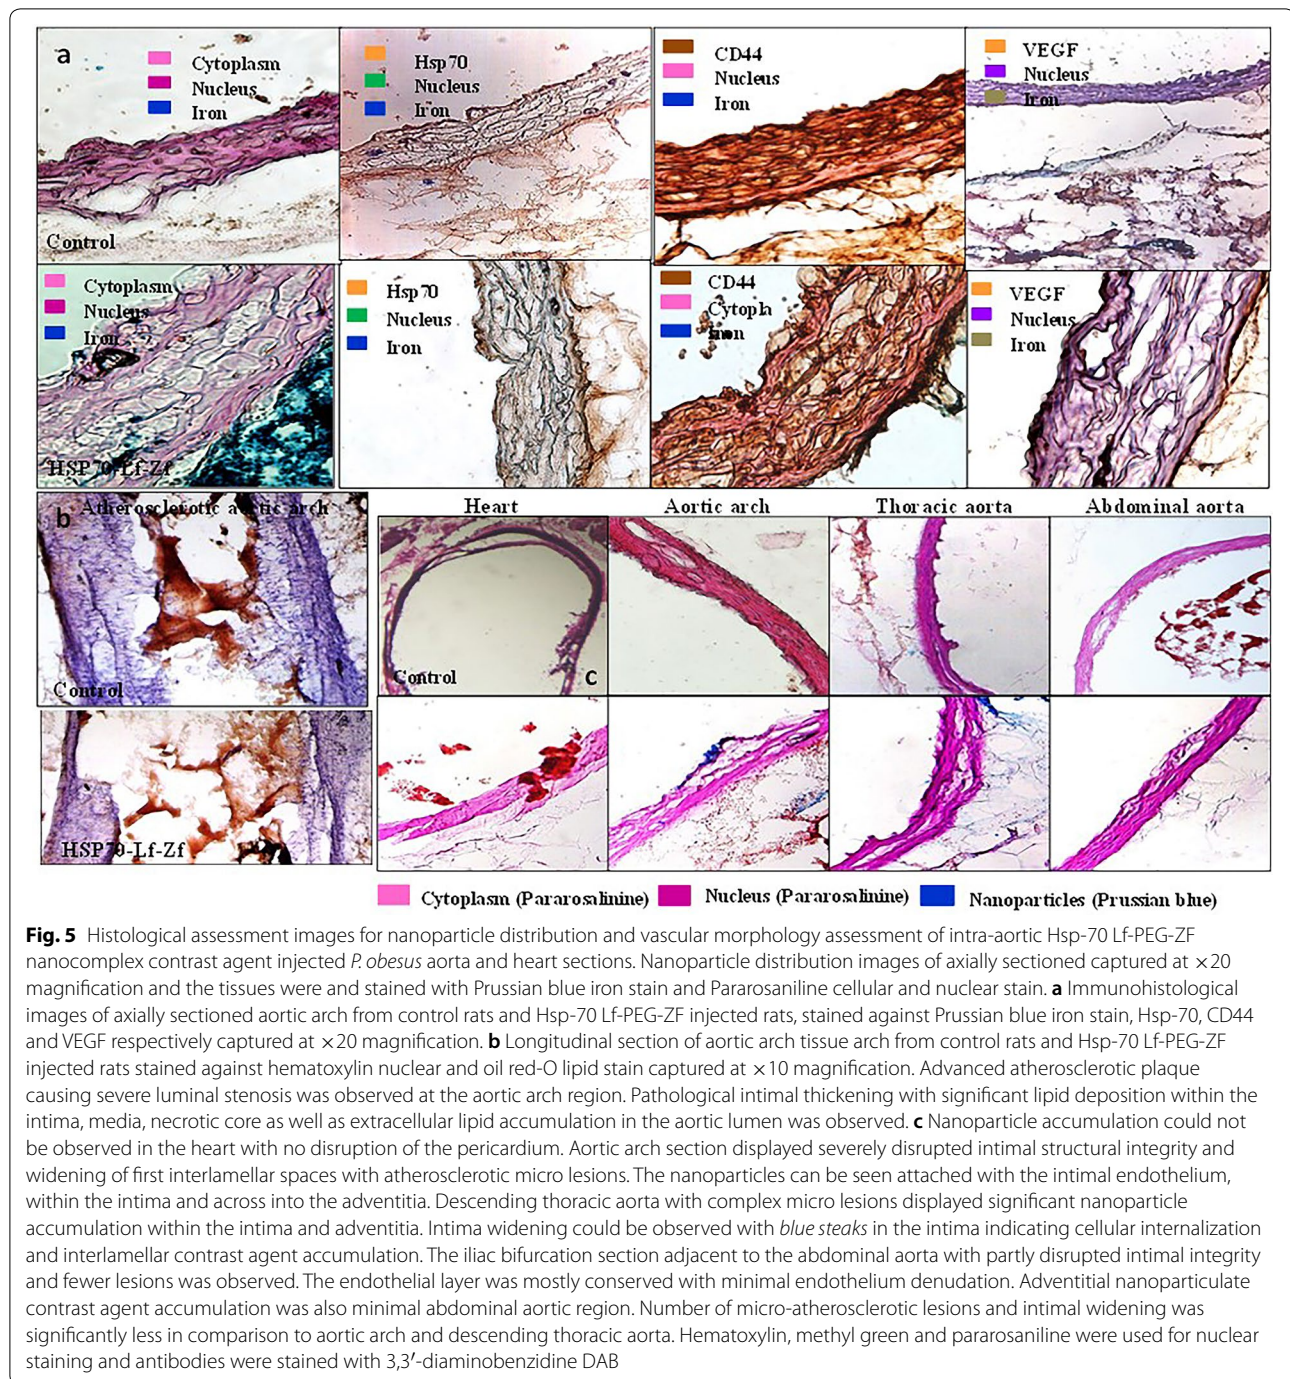 a
Cytoplasm
Nucleus
Iron
Control
Hsp70
Nucleus
Iron
CD44
Nucleus
Iron
VEGF
Nucleus
Iron
Cytoplasm
Nucleus
Iron
HSP70-Lf-Zf
Hsp70
Nucleus
Iron
CD44
Cytopla
iron
VEGF
Nucleus
Iron
b
Atherosclerotic aortic arch
Control
HSP70-Lf-Zf
Heart
Aortic arch
Thoracic aorta
Abdominal aorta
Control
c
Cytoplasm (Pararosalinine)
Nucleus (Pararosalinine)
Nanoparticles (Prussian blue)
Fig. 5 Histological assessment images for nanoparticle distribution and vascular morphology assessment of intra-aortic Hsp-70 Lf-PEG-ZF
nanocomplex contrast agent injected P. obesus aorta and heart sections. Nanoparticle distribution images of axially sectioned captured at ×20
magnification and the tissues were and stained with Prussian blue iron stain and Pararosaniline cellular and nuclear stain. a Immunohistological
images of axially sectioned aortic arch from control rats and Hsp-70 Lf-PEG-ZF injected rats, stained against Prussian blue iron stain, Hsp-70, CD44
and VEGF respectively captured at ×20 magnification. b Longitudinal section of aortic arch tissue arch from control rats and Hsp-70 Lf-PEG-ZF
injected rats stained against hematoxylin nuclear and oil red-O lipid stain captured at ×10 magnification. Advanced atherosclerotic plaque
causing severe luminal stenosis was observed at the aortic arch region. Pathological intimal thickening with significant lipid deposition within the
intima, media, necrotic core as well as extracellular lipid accumulation in the aortic lumen was observed. c Nanoparticle accumulation could not
be observed in the heart with no disruption of the pericardium. Aortic arch section displayed severely disrupted intimal structural integrity and
widening of first interlamellar spaces with atherosclerotic micro lesions. The nanoparticles can be seen attached with the intimal endothelium,
within the intima and across into the adventitia. Descending thoracic aorta with complex micro lesions displayed significant nanoparticle
accumulation within the intima and adventitia. Intima widening could be observed with blue steaks in the intima indicating cellular internalization
and interlamellar contrast agent accumulation. The iliac bifurcation section adjacent to the abdominal aorta with partly disrupted intimal integrity
and fewer lesions was observed. The endothelial layer was mostly conserved with minimal endothelium denudation. Adventitial nanoparticulate
contrast agent accumulation was also minimal abdominal aortic region. Number of micro-atherosclerotic lesions and intimal widening was
significantly less in comparison to aortic arch and descending thoracic aorta. Hematoxylin, methyl green and pararosaniline were used for nuclear
staining and antibodies were stained with 3,3′-diaminobenzidine DAB